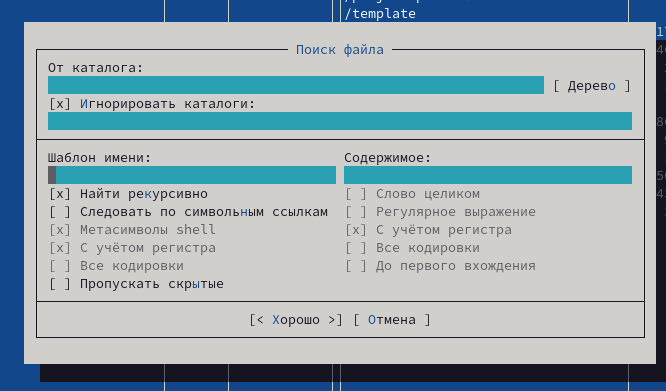 /template
Поиск файла
От каталога:
[ Дерево ]
[x] Игнорировать каталоги:
Шаблон имени: Содержимое:
[x] Найти рекурсивно [ ] Слово целиком
[ ] Следовать по символьным ссылкам [ ] Регулярное выражение
[x] Метасимволы shell [x] С учётом регистра
[x] С учётом регистра [ ] Все кодировки
[ ] Все кодировки [ ] До первого вхождения
[ ] Пропускать скрытые
[< Хорошо >] [ Отмена ]